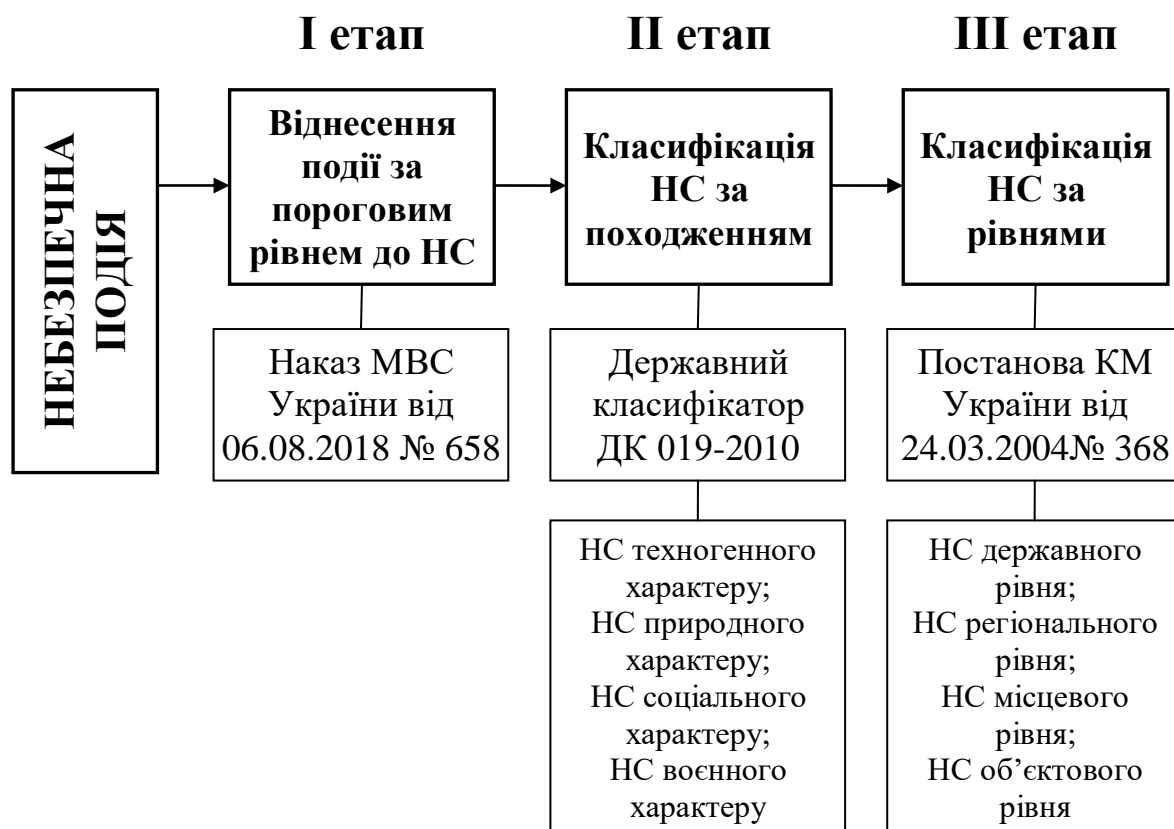 І етап
ІІ етап
ІІІ етап
НЕБЕЗПЕЧНА
ПОДІЯ
Віднесення
події за
пороговим
рівнем до НС
Класифікація
НС за
походженням
Класифікація
НС за
рівнями
Наказ МВС
України від
06.08.2018 № 658
Державний
класифікатор
ДК 019-2010
Постанова КМ
України від
24.03.2004№ 368
НС техногенного
характеру;
НС природного
характеру;
НС соціального
характеру;
НС воєнного
характеру
НС державного
рівня;
НС регіонального
рівня;
НС місцевого
рівня;
НС об’єктового
рівня